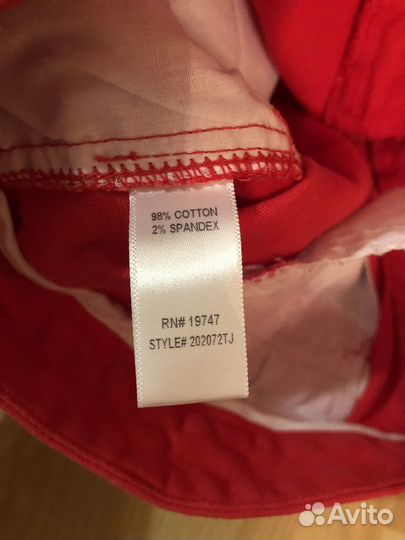 98% COTTON
2% SPANDEX
RN# 19747
STYLE# 202072TJ
Avito